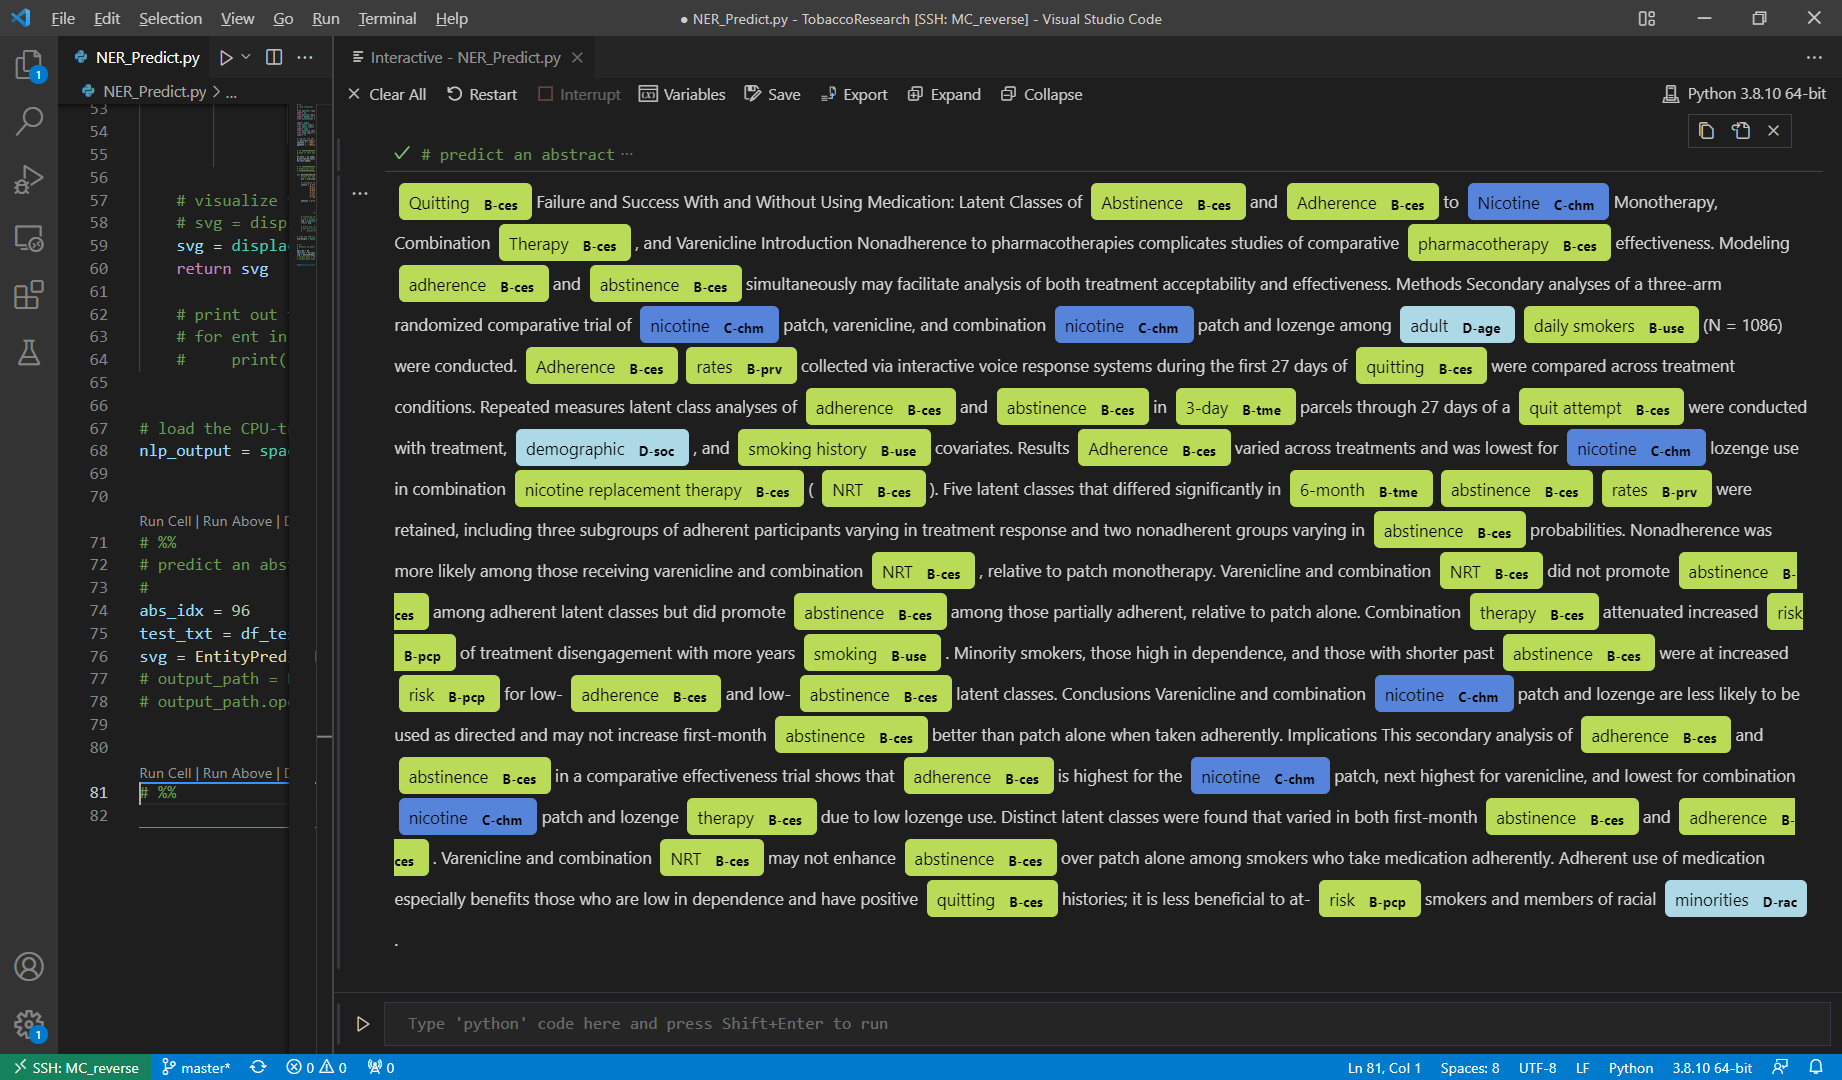 File Edit Selection View Go Run Terminal Help
● NER_Predict.py - TobaccoResearch [SSH: MC_reverse] - Visual Studio Code
NER_Predict.py
Interactive - NER_Predict.py
NER_Predict.py > ...
Clear All Restart Interrupt Variables Save Export Expand Collapse
Python 3.8.10 64-bit
53
54
55
56
57 # visualize
58 # svg = disp
59 svg = displa
60 return svg
61
62 # print out
63 # for ent in
64 # print(
65
66
67 # load the CPU-t
68 nlp_output = spa
69
70
Run Cell | Run Above |
71 # %%
72 # predict an abs
73 #
74 abs_idx = 96
75 test_txt = df_te
76 svg = EntityPred
77 # output_path =
78 # output_path.op
79
80
Run Cell | Run Above |
81 # %%
82
# predict an abstract ...
Quitting B-ces Failure and Success With and Without Using Medication: Latent Classes of Abstinence B-ces and Adherence B-ces to Nicotine C-chm Monotherapy,
Combination Therapy B-ces , and Varenicline Introduction Nonadherence to pharmacotherapies complicates studies of comparative pharmacotherapy B-ces effectiveness. Modeling
adherence B-ces and abstinence B-ces simultaneously may facilitate analysis of both treatment acceptability and effectiveness. Methods Secondary analyses of a three-arm
randomized comparative trial of nicotine C-chm patch, varenicline, and combination nicotine C-chm patch and lozenge among adult D-age daily smokers B-use (N = 1086)
were conducted. Adherence B-ces rates B-prv collected via interactive voice response systems during the first 27 days of quitting B-ces were compared across treatment
conditions. Repeated measures latent class analyses of adherence B-ces and abstinence B-ces in 3-day B-tme parcels through 27 days of a quit attempt B-ces were conducted
with treatment, demographic D-soc , and smoking history B-use covariates. Results Adherence B-ces varied across treatments and was lowest for nicotine C-chm lozenge use
in combination nicotine replacement therapy B-ces ( NRT B-ces ). Five latent classes that differed significantly in 6-month B-tme abstinence B-ces rates B-prv were
retained, including three subgroups of adherent participants varying in treatment response and two nonadherent groups varying in abstinence B-ces probabilities. Nonadherence was
more likely among those receiving varenicline and combination NRT B-ces , relative to patch monotherapy. Varenicline and combination NRT B-ces did not promote abstinence B-
ces among adherent latent classes but did promote abstinence B-ces among those partially adherent, relative to patch alone. Combination therapy B-ces attenuated increased risk
B-pcp of treatment disengagement with more years smoking B-use . Minority smokers, those high in dependence, and those with shorter past abstinence B-ces were at increased
risk B-pcp for low- adherence B-ces and low- abstinence B-ces latent classes. Conclusions Varenicline and combination nicotine C-chm patch and lozenge are less likely to be
used as directed and may not increase first-month abstinence B-ces better than patch alone when taken adherently. Implications This secondary analysis of adherence B-ces and
abstinence B-ces in a comparative effectiveness trial shows that adherence B-ces is highest for the nicotine C-chm patch, next highest for varenicline, and lowest for combination
nicotine C-chm patch and lozenge therapy B-ces due to low lozenge use. Distinct latent classes were found that varied in both first-month abstinence B-ces and adherence B-
ces . Varenicline and combination NRT B-ces may not enhance abstinence B-ces over patch alone among smokers who take medication adherently. Adherent use of medication
especially benefits those who are low in dependence and have positive quitting B-ces histories; it is less beneficial to at- risk B-pcp smokers and members of racial minorities D-rac
.
Type 'python' code here and press Shift+Enter to run
1
1
SSH: MC_reverse master* 0 0 0
Ln 81, Col 1 Spaces: 8 UTF-8 LF Python 3.8.10 64-bit